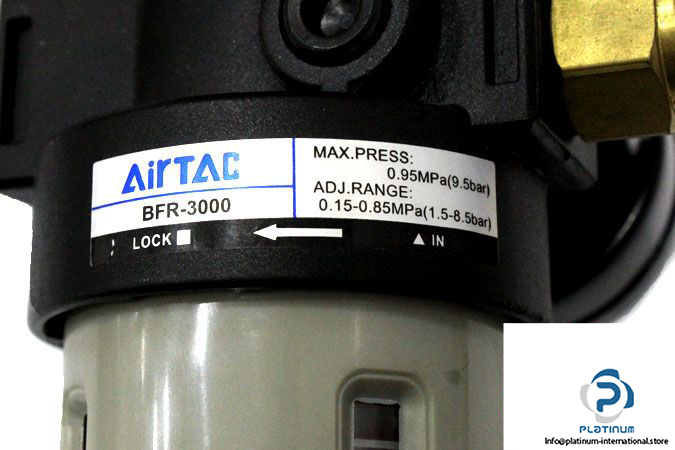 AirTAC
BFR-3000
MAX.PRESS:
0.95MPa(9.5bar)
ADJ.RANGE:
0.15-0.85MPa(1.5-8.5bar)
LOCK ■ ← ▲ IN
PLATINUM
Info@platinum-international.store